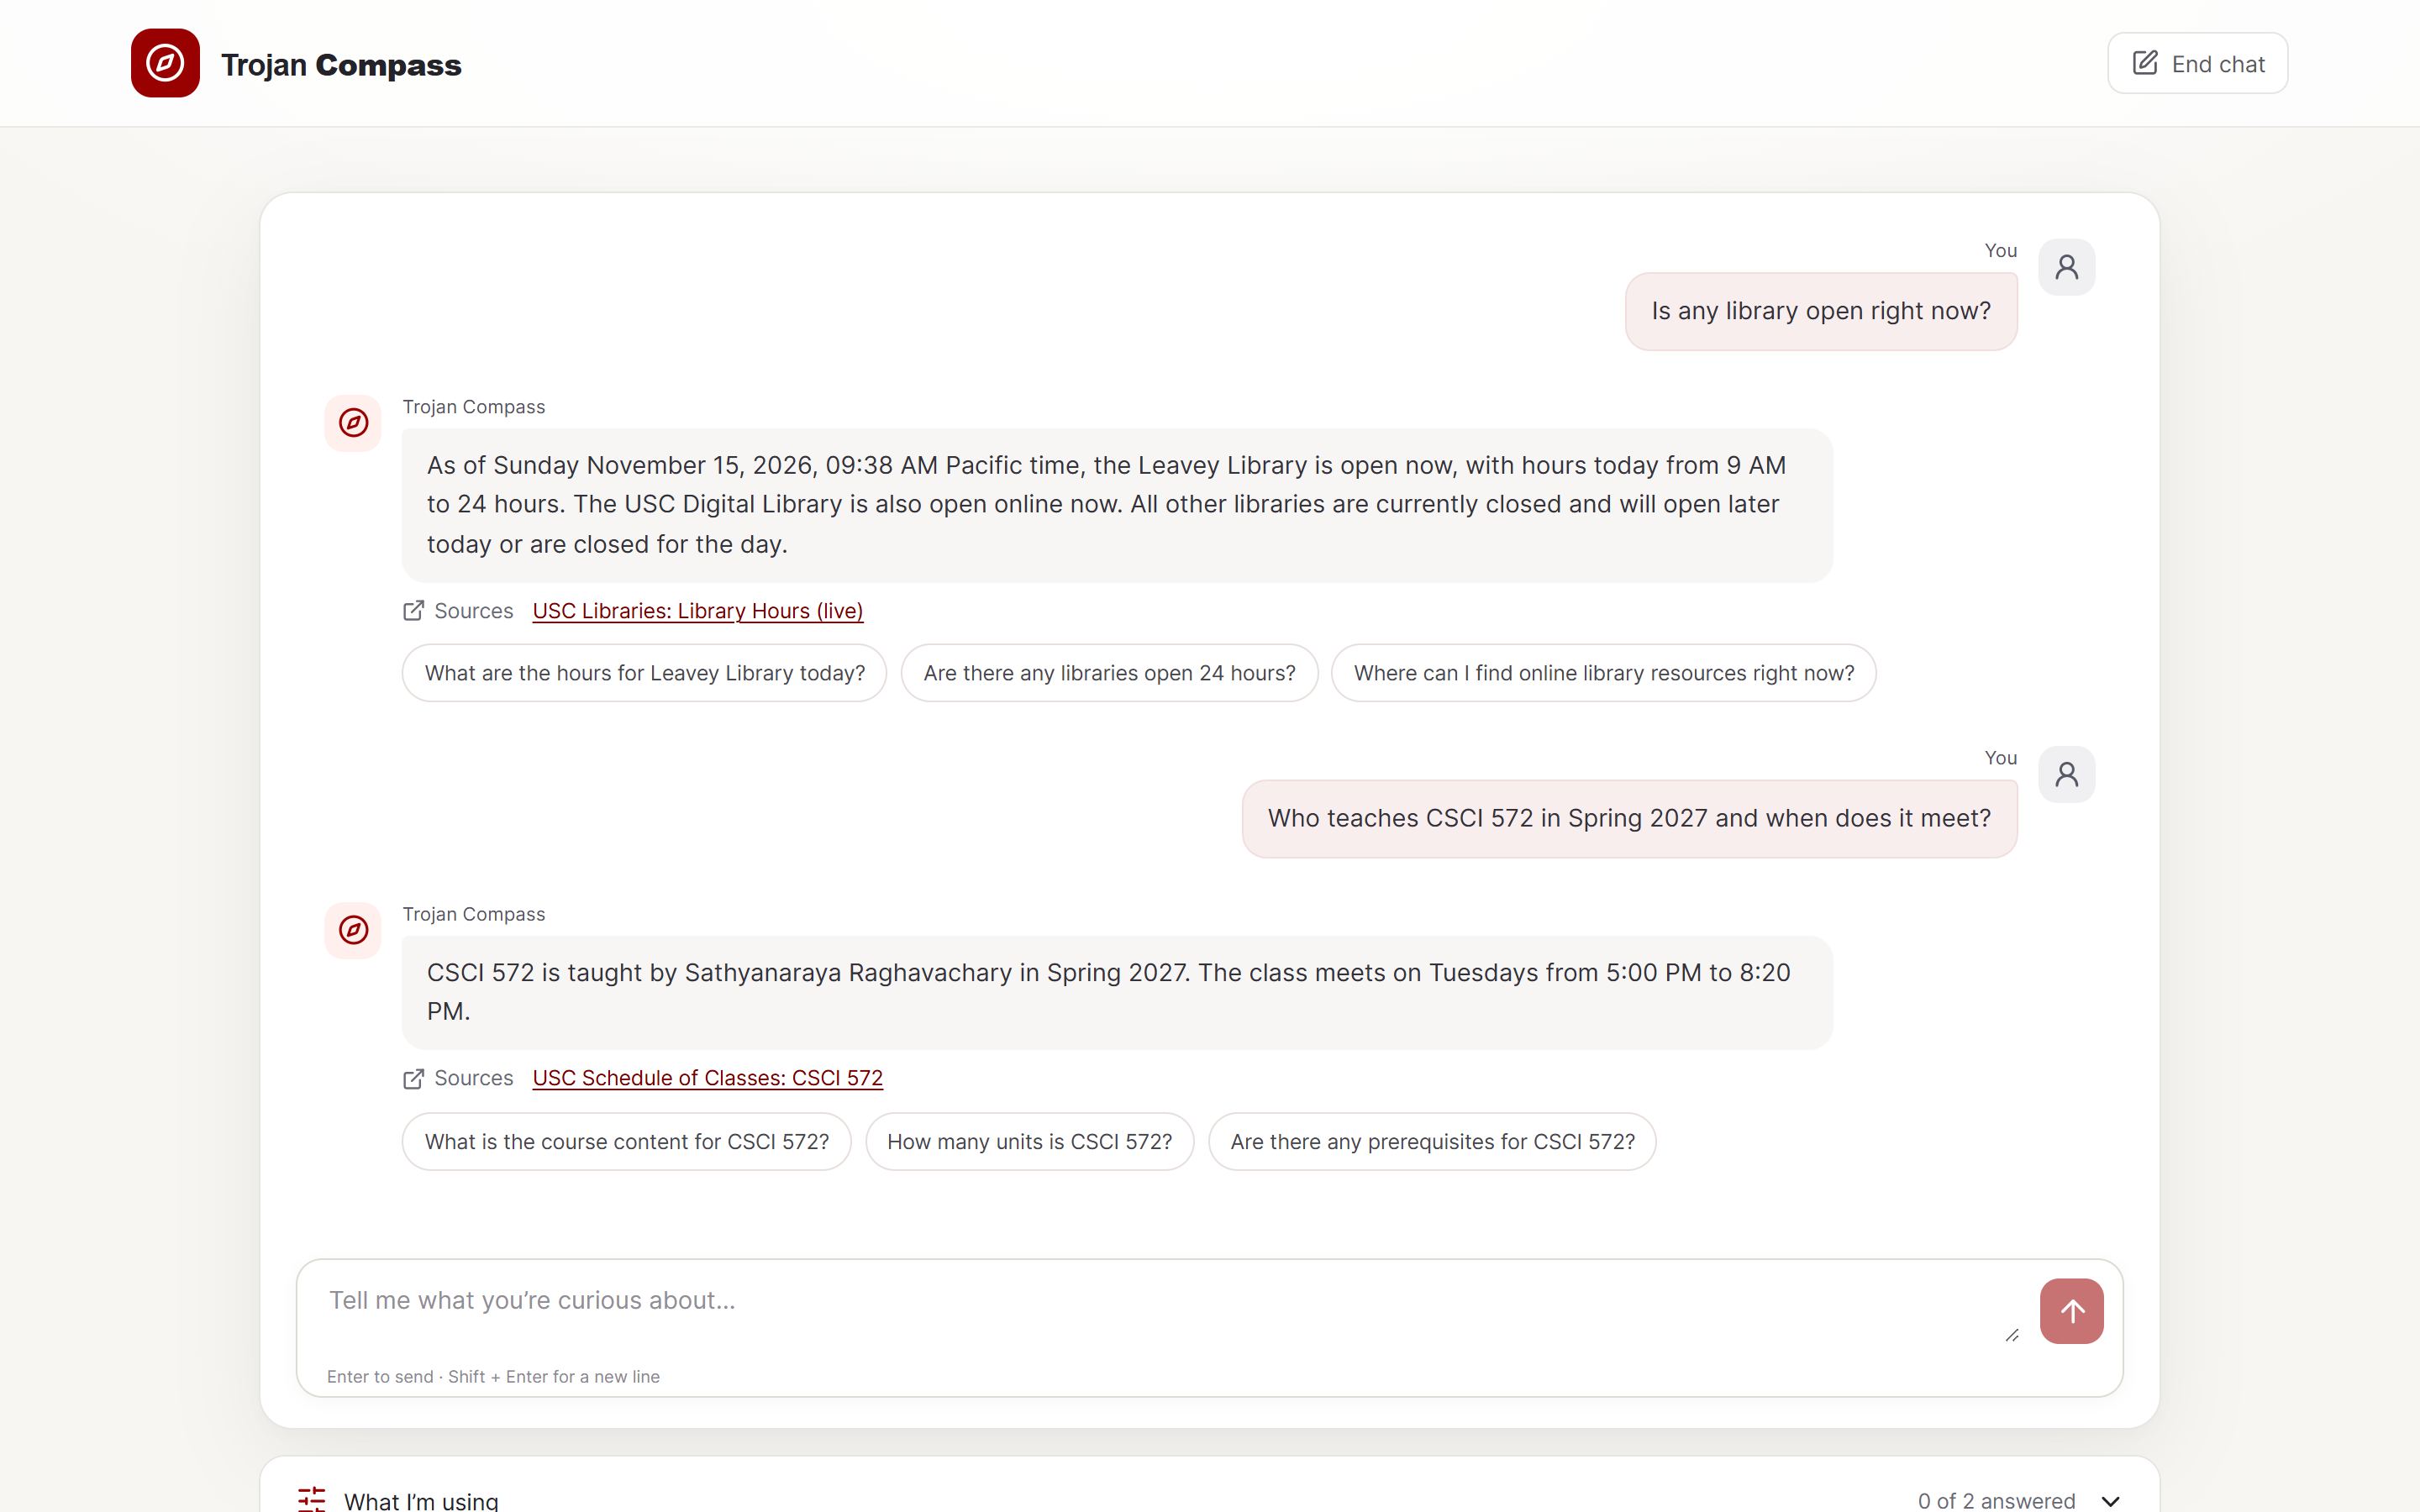 Trojan Compass
End chat
You
Is any library open right now?
Trojan Compass
As of Sunday November 15, 2026, 09:38 AM Pacific time, the Leavey Library is open now, with hours today from 9 AM
to 24 hours. The USC Digital Library is also open online now. All other libraries are currently closed and will open later
today or are closed for the day.
Sources USC Libraries: Library Hours (live)
What are the hours for Leavey Library today? Are there any libraries open 24 hours? Where can I find online library resources right now?
You
Who teaches CSCI 572 in Spring 2027 and when does it meet?
Trojan Compass
CSCI 572 is taught by Sathyanaraya Raghavachary in Spring 2027. The class meets on Tuesdays from 5:00 PM to 8:20
PM.
Sources USC Schedule of Classes: CSCI 572
What is the course content for CSCI 572? How many units is CSCI 572? Are there any prerequisites for CSCI 572?
Tell me what you’re curious about...
Enter to send · Shift + Enter for a new line
What I’m using 0 of 2 answered